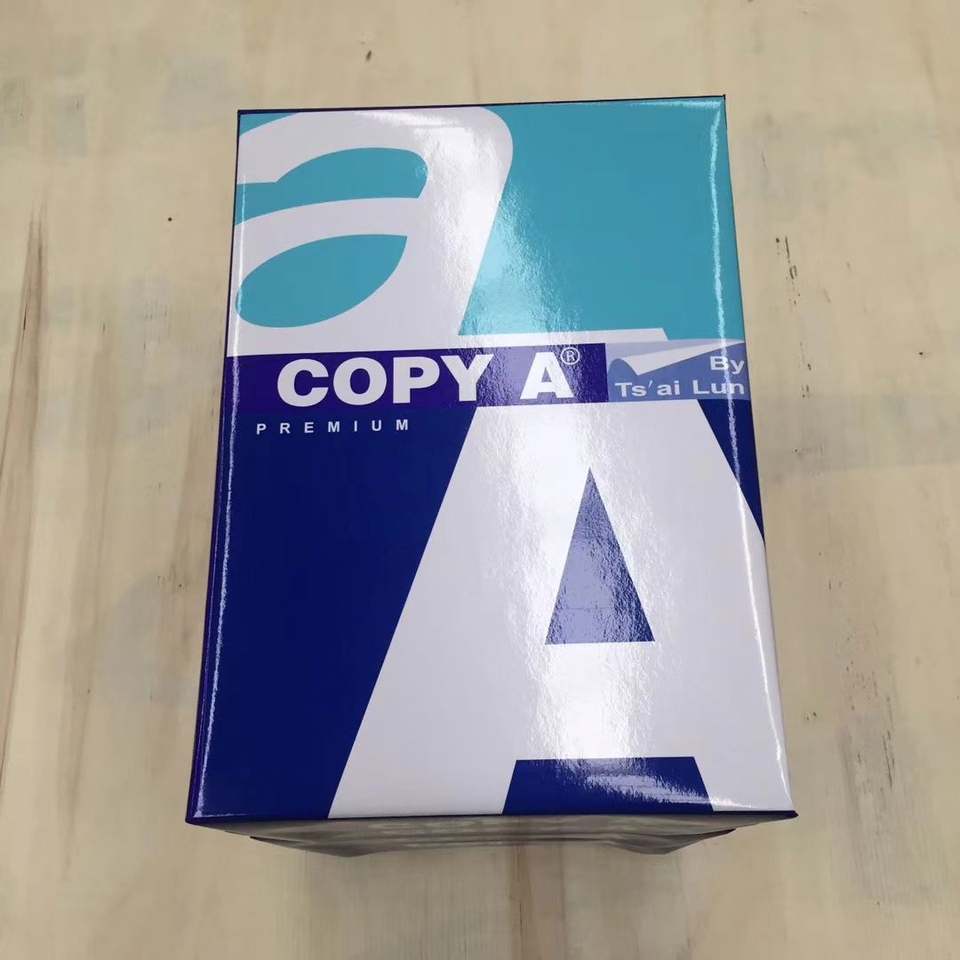 a
COPY A®
By
Ts'ai Lun
PREMIUM
A